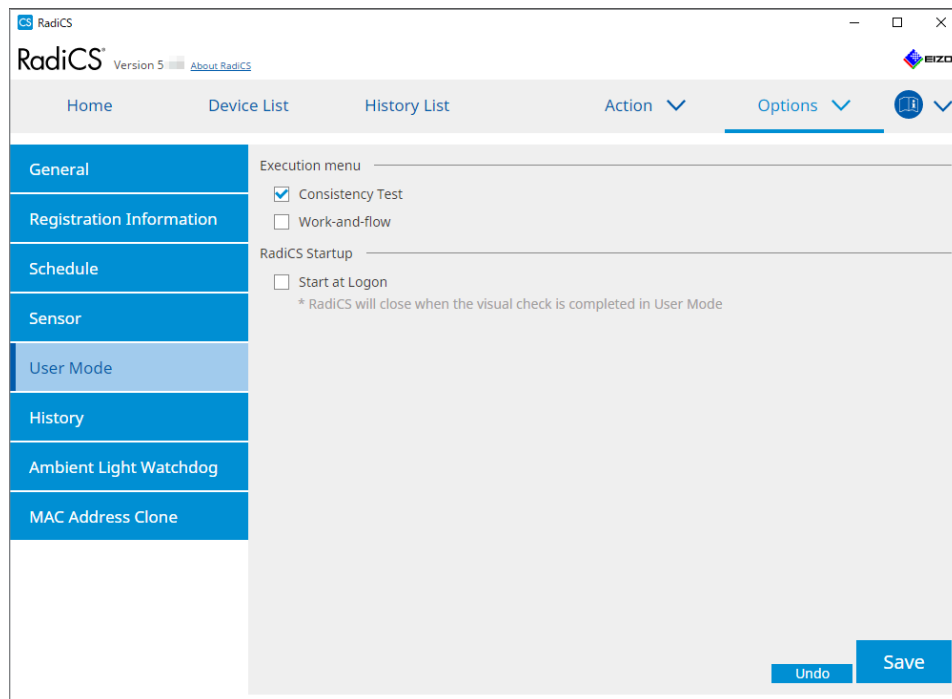 CS RadiCS
RadiCS® Version 5 About RadiCS
EIZO
Home Device List History List Action Options
General
Registration Information
Schedule
Sensor
User Mode
History
Ambient Light Watchdog
MAC Address Clone
Execution menu
Consistency Test
Work-and-flow
RadiCS Startup
Start at Logon
* RadiCS will close when the visual check is completed in User Mode
Undo Save